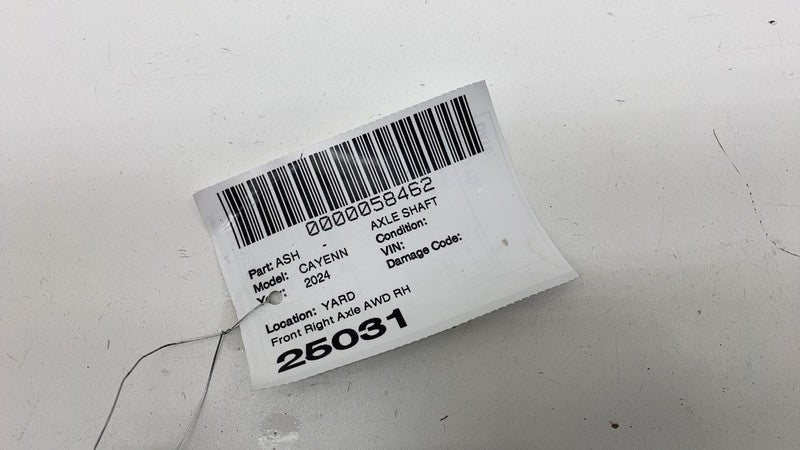 0000058462
Part: ASH - AXLE SHAFT
Model: CAYENN Condition:
Year: 2024 VIN:
Damage Code:
Location: YARD
Front Right Axle AWD RH
25031